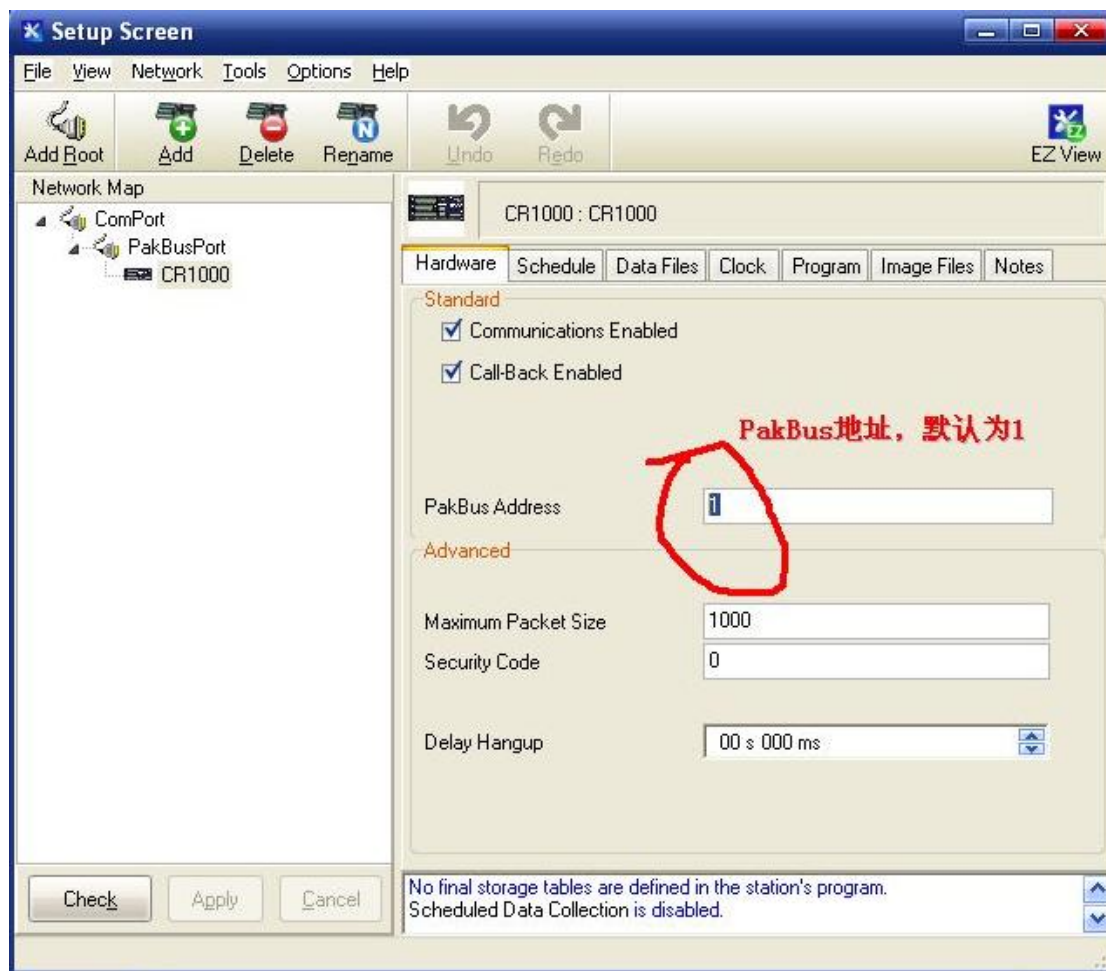 Setup Screen
File View Network Tools Options Help
Add Root Add Delete Rename Undo Redo EZ View
Network Map
ComPort
PakBusPort
CR1000
CR1000 : CR1000
Hardware Schedule Data Files Clock Program Image Files Notes
Standard
Communications Enabled
Call-Back Enabled
PakBus地址，默认为1
PakBus Address 1
Advanced
Maximum Packet Size 1000
Security Code 0
Delay Hangup 00 s 000 ms
Check Apply Cancel
No final storage tables are defined in the station's program.
Scheduled Data Collection is disabled.